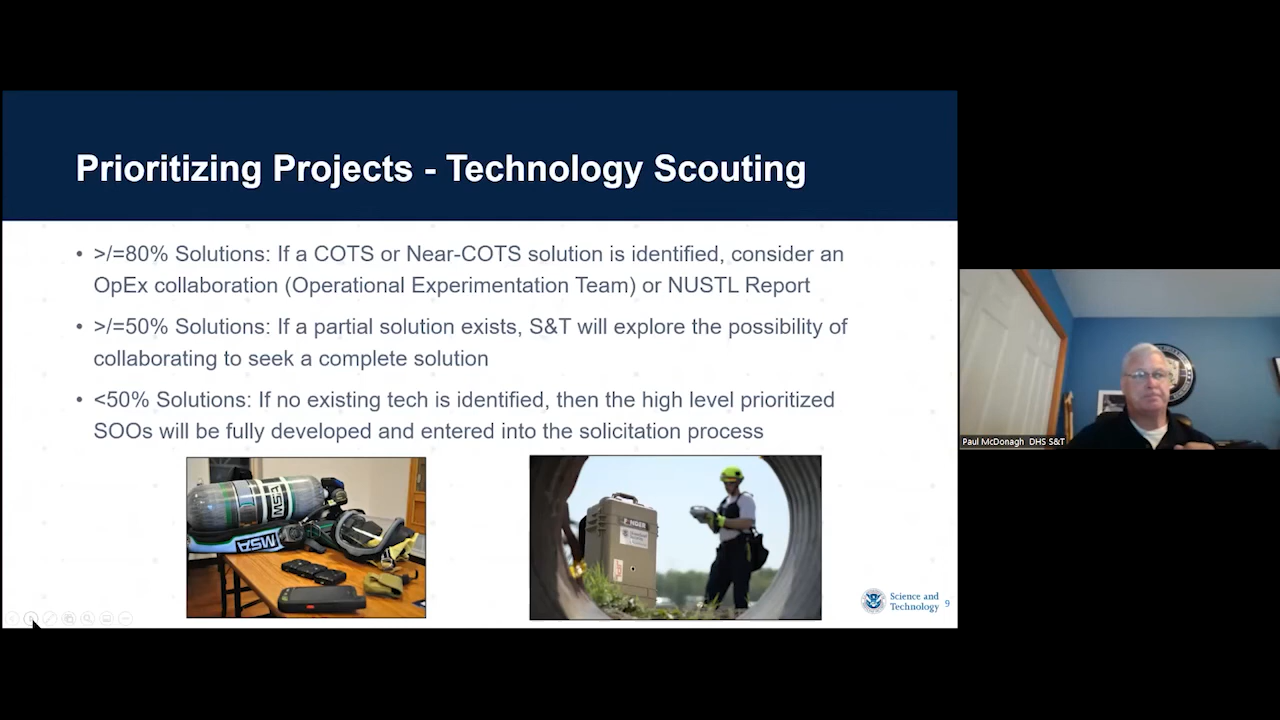 Prioritizing Projects - Technology Scouting
• >/=80% Solutions: If a COTS or Near-COTS solution is identified, consider an
OpEx collaboration (Operational Experimentation Team) or NUSTL Report
• >/=50% Solutions: If a partial solution exists, S&T will explore the possibility of
collaborating to seek a complete solution
• <50% Solutions: If no existing tech is identified, then the high level prioritized
SOOs will be fully developed and entered into the solicitation process
MSA
MSA
Science and
Technology
9
Paul McDonagh DHS S&T